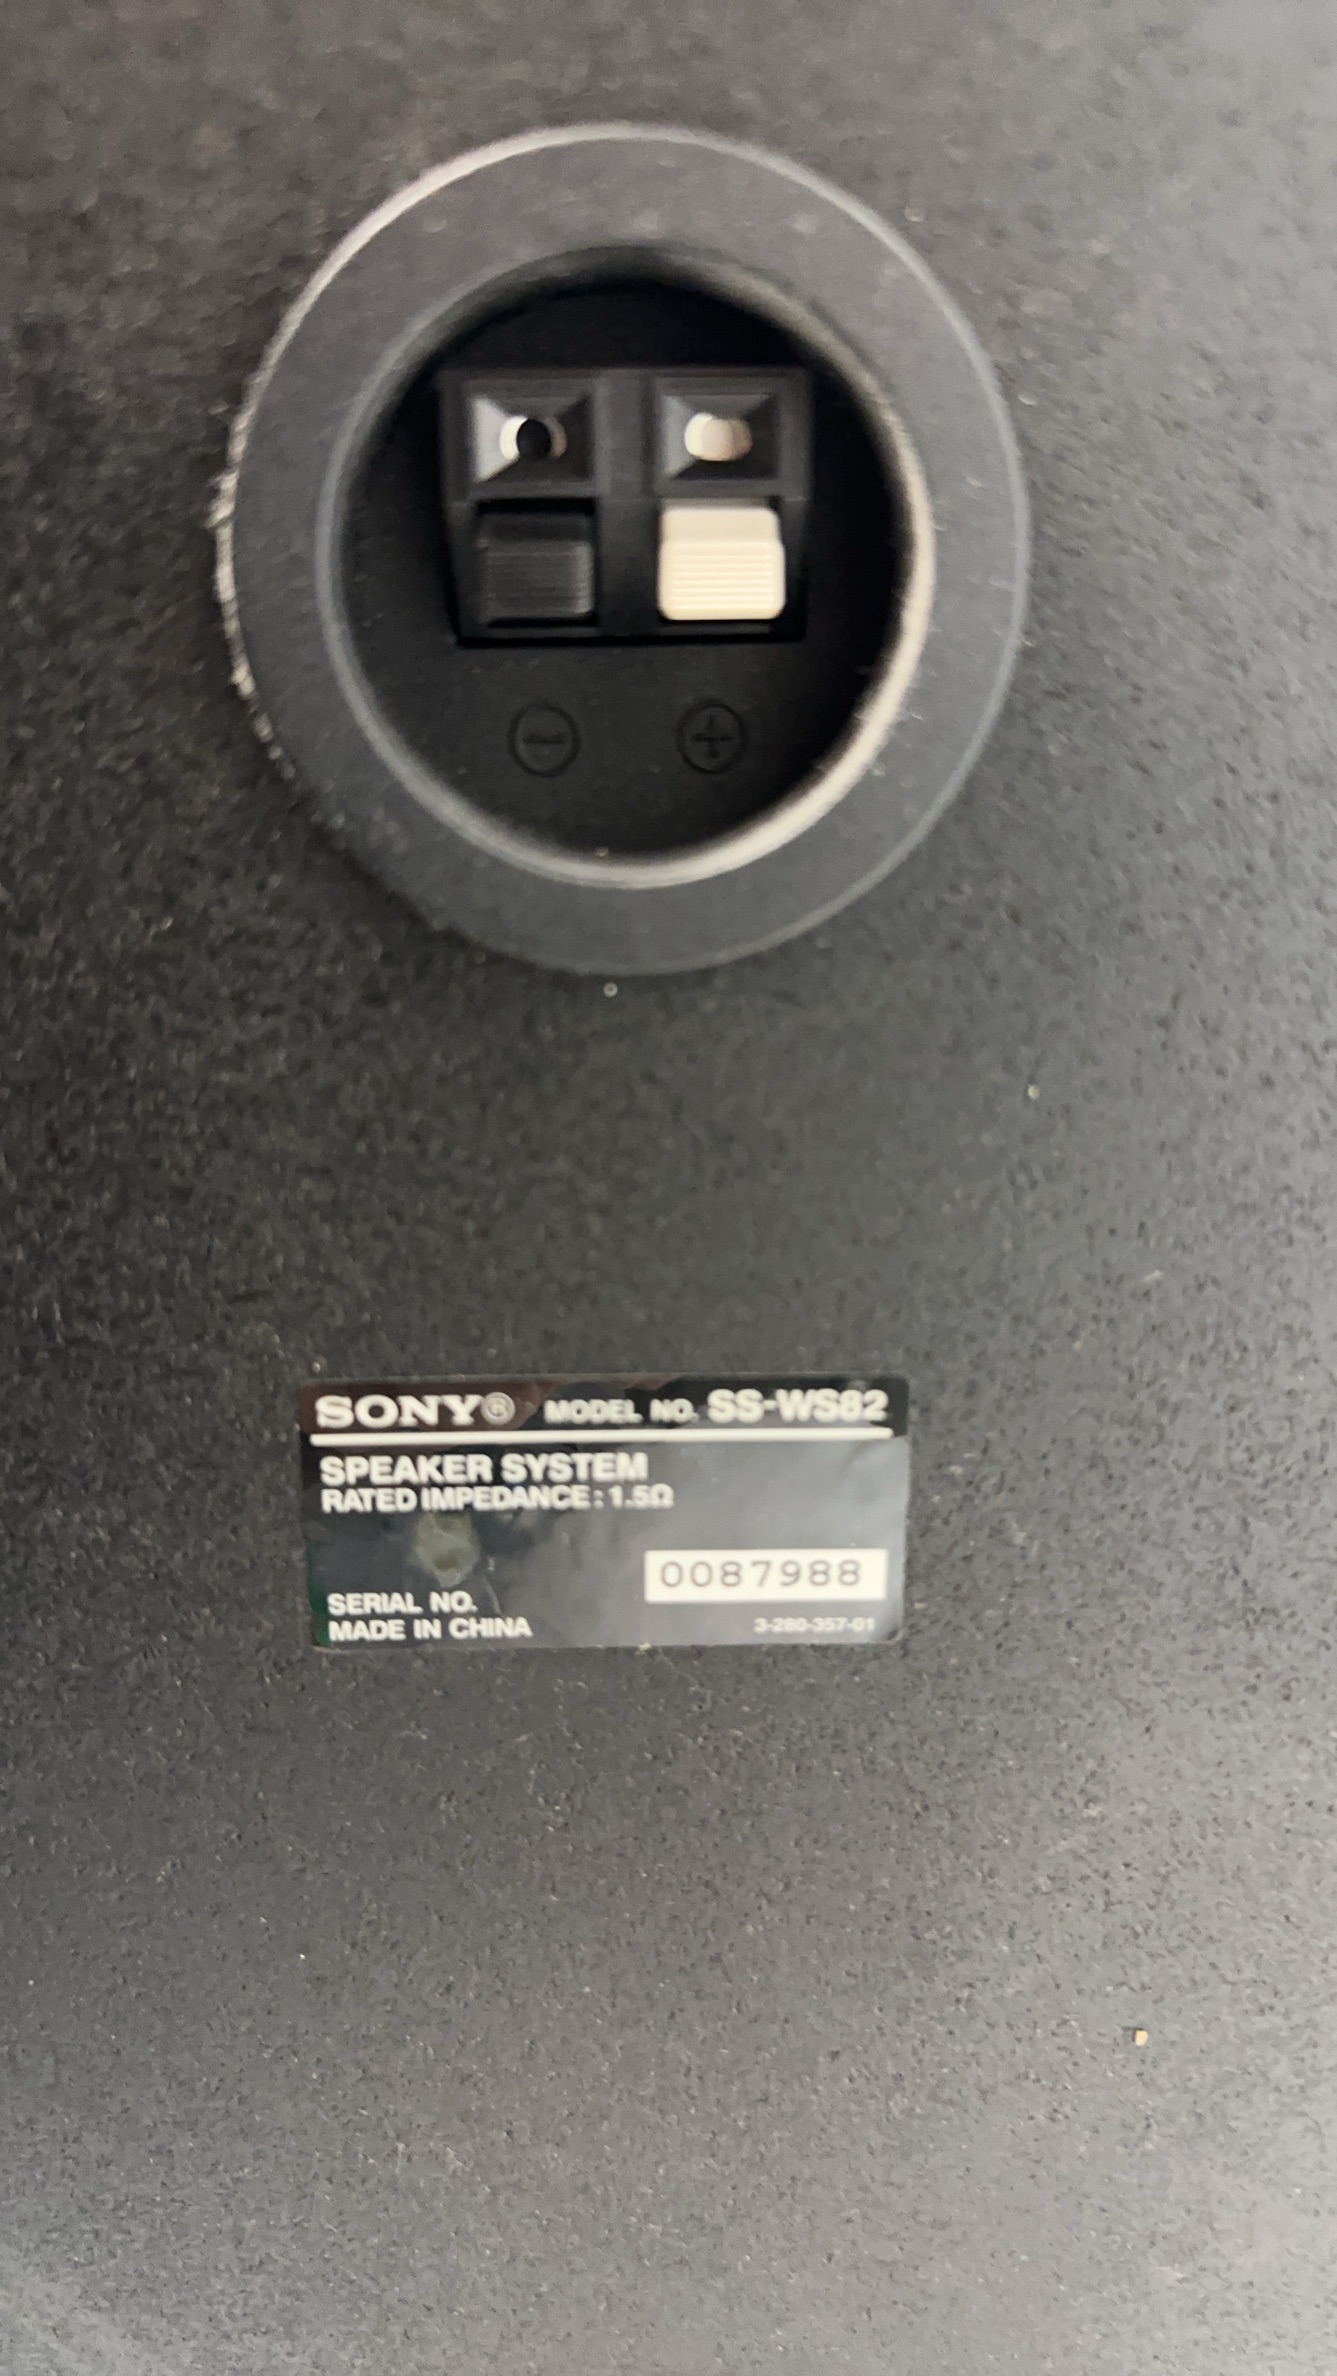 ⊖ ⊕
SONY® MODEL NO. SS-WS82
SPEAKER SYSTEM
RATED IMPEDANCE: 1.5Ω
0087988
SERIAL NO.
MADE IN CHINA 3-280-357-01